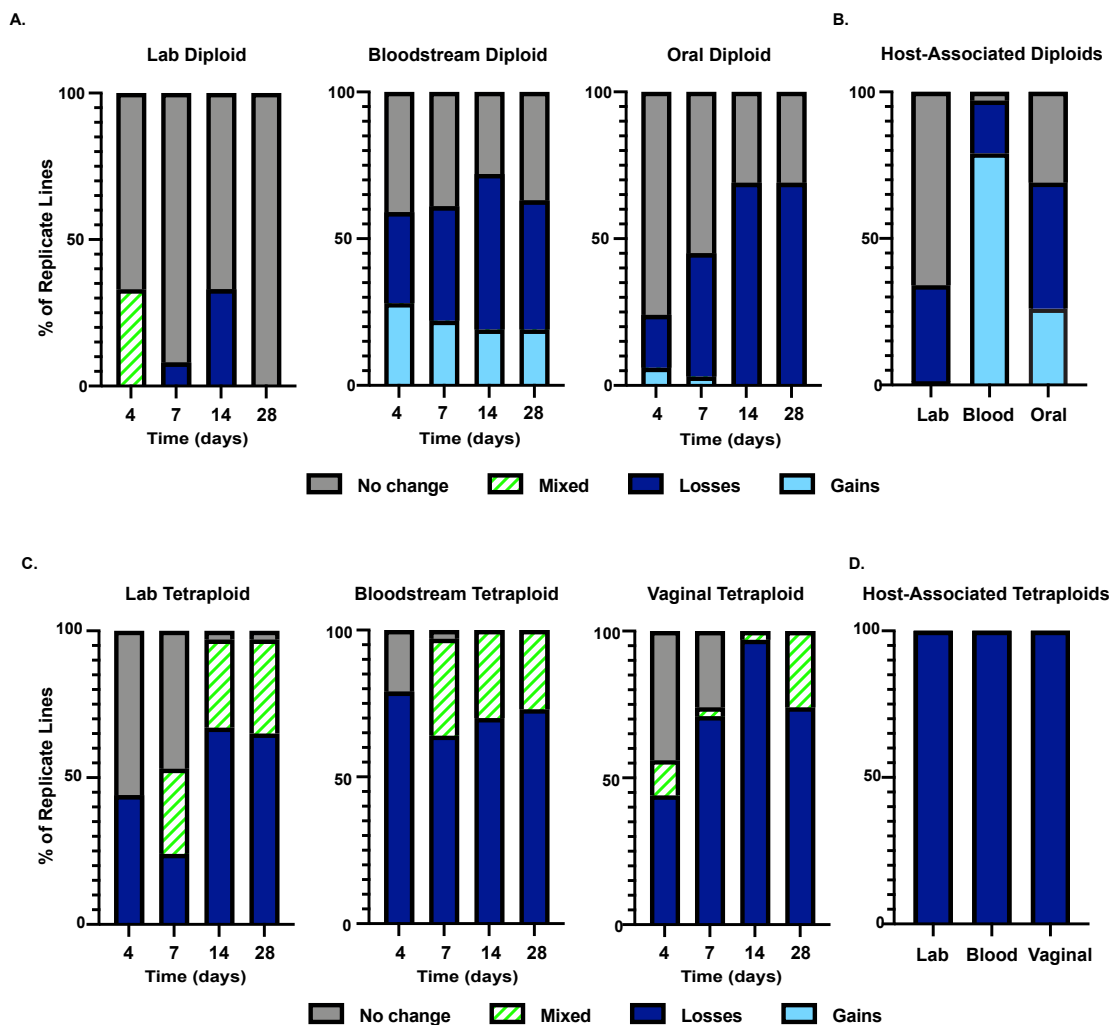 A.
B.
Lab Diploid
Bloodstream Diploid
Oral Diploid
Host-Associated Diploids
% of Replicate Lines
100
50
0
4 7 14 28
Time (days)
100
50
0
4 7 14 28
Time (days)
100
50
0
4 7 14 28
Time (days)
100
50
0
Lab Blood Oral
No change Mixed Losses Gains
C.
D.
Lab Tetraploid
Bloodstream Tetraploid
Vaginal Tetraploid
Host-Associated Tetraploids
% of Replicate Lines
100
50
0
4 7 14 28
Time (days)
100
50
0
4 7 14 28
Time (days)
100
50
0
4 7 14 28
Time (days)
100
50
0
Lab Blood Vaginal
No change Mixed Losses Gains